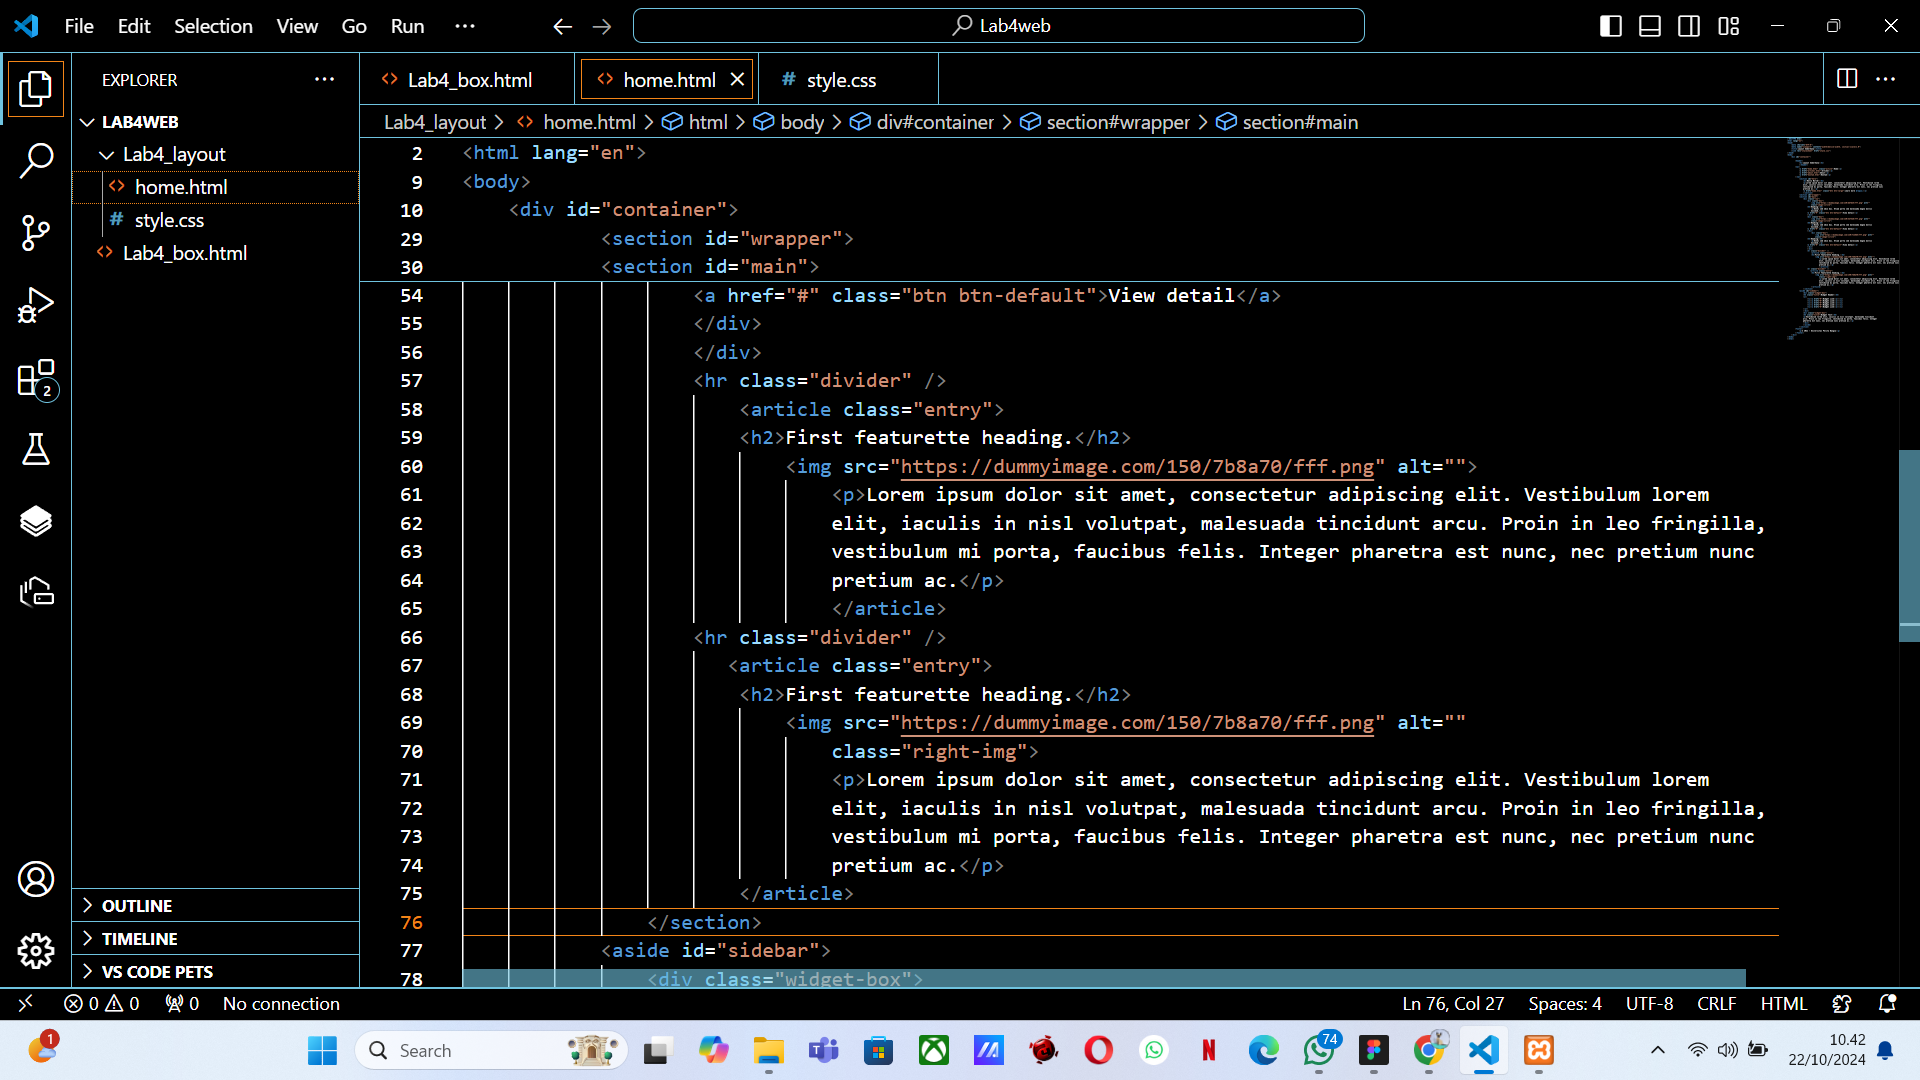 File Edit Selection View Go Run ···
Lab4web
EXPLORER
LAB4WEB
Lab4_layout
home.html
style.css
Lab4_box.html
OUTLINE
TIMELINE
VS CODE PETS
2
Lab4_box.html
home.html
style.css
Lab4_layout > home.html > html > body > div#container > section#wrapper > section#main
2 <html lang="en">
9 <body>
10 <div id="container">
29 <section id="wrapper">
30 <section id="main">
54 <a href="#" class="btn btn-default">View detail</a>
55 </div>
56 </div>
57 <hr class="divider" />
58 <article class="entry">
59 <h2>First featurette heading.</h2>
60 <img src="https://dummyimage.com/150/7b8a70/fff.png" alt="">
61 <p>Lorem ipsum dolor sit amet, consectetur adipiscing elit. Vestibulum lorem
62 elit, iaculis in nisl volutpat, malesuada tincidunt arcu. Proin in leo fringilla,
63 vestibulum mi porta, faucibus felis. Integer pharetra est nunc, nec pretium nunc
64 pretium ac.</p>
65 </article>
66 <hr class="divider" />
67 <article class="entry">
68 <h2>First featurette heading.</h2>
69 <img src="https://dummyimage.com/150/7b8a70/fff.png" alt=""
70 class="right-img">
71 <p>Lorem ipsum dolor sit amet, consectetur adipiscing elit. Vestibulum lorem
72 elit, iaculis in nisl volutpat, malesuada tincidunt arcu. Proin in leo fringilla,
73 vestibulum mi porta, faucibus felis. Integer pharetra est nunc, nec pretium nunc
74 pretium ac.</p>
75 </article>
76 </section>
77 <aside id="sidebar">
78 <div class="widget-box">
0 0 0 No connection
Ln 76, Col 27 Spaces: 4 UTF-8 CRLF HTML
1
Search
74
10.42
22/10/2024